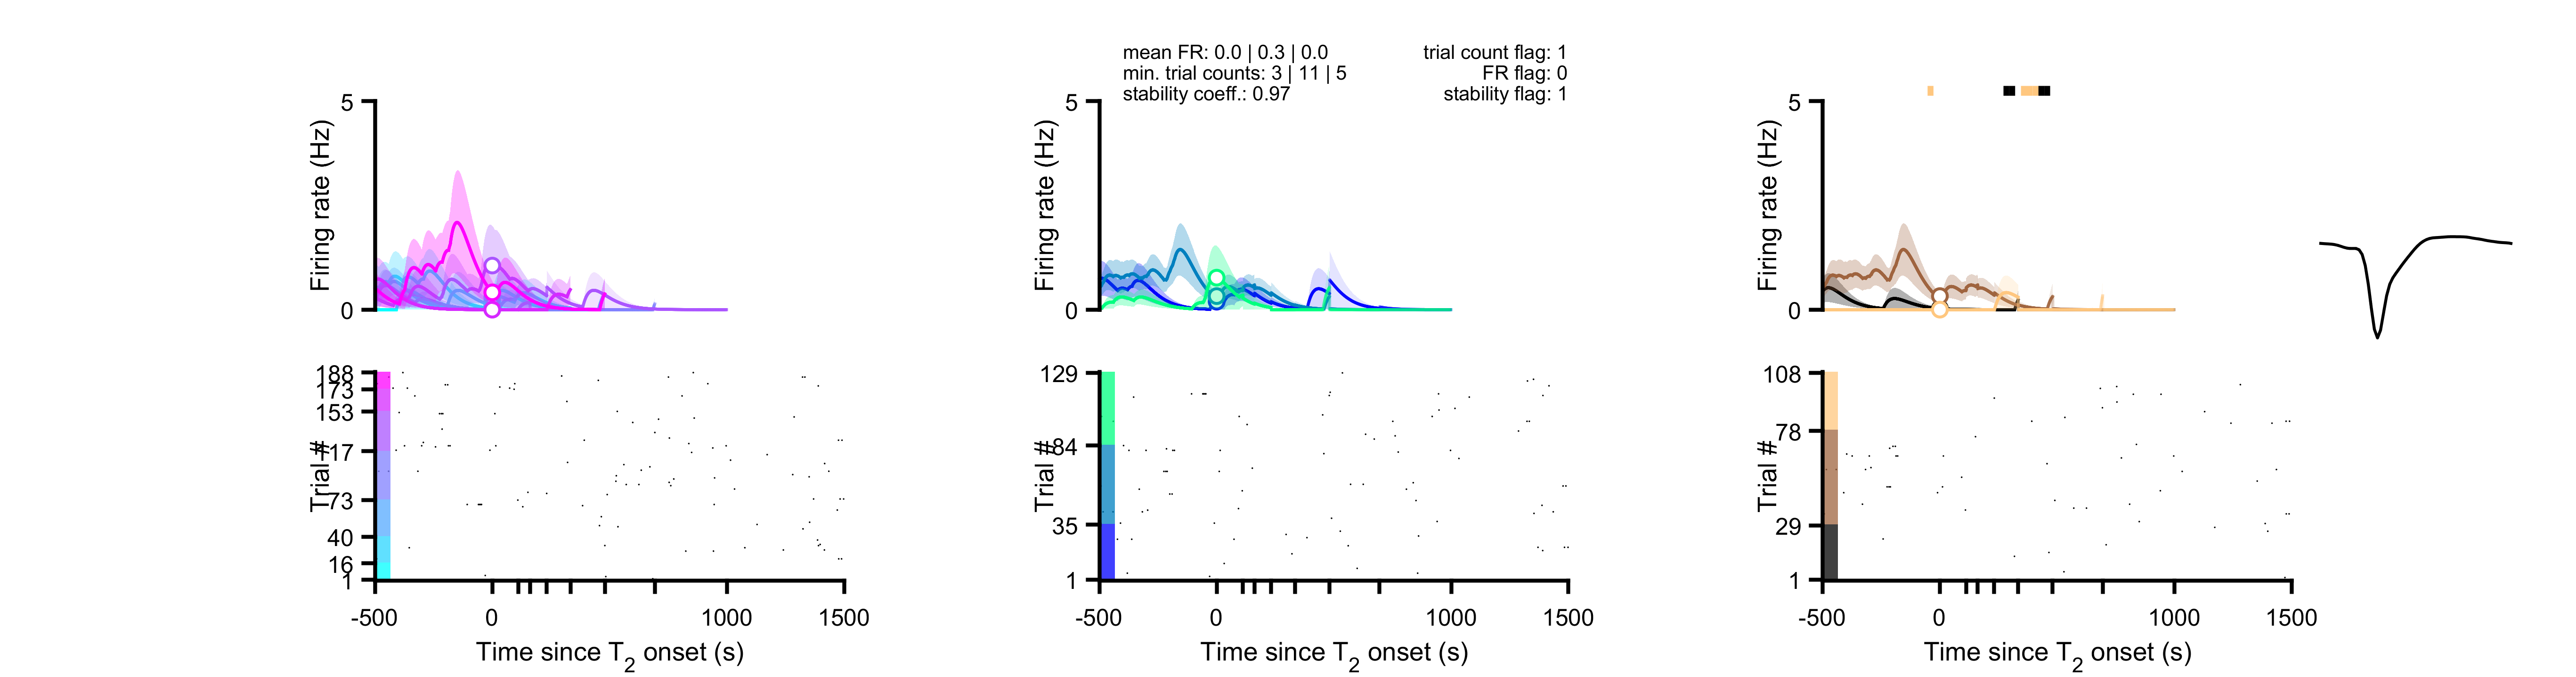 mean FR: 0.0 | 0.3 | 0.0
min. trial counts: 3 | 11 | 5
stability coeff.: 0.97
trial count flag: 1
FR flag: 0
stability flag: 1
5
0
Firing rate (Hz)
5
0
Firing rate (Hz)
5
0
Firing rate (Hz)
188
173
153
117
73
40
16
1
Trial #
-500
0
1000
1500
Time since T2 onset (s)
129
84
35
1
Trial #
-500
0
1000
1500
Time since T2 onset (s)
108
78
29
1
Trial #
-500
0
1000
1500
Time since T2 onset (s)